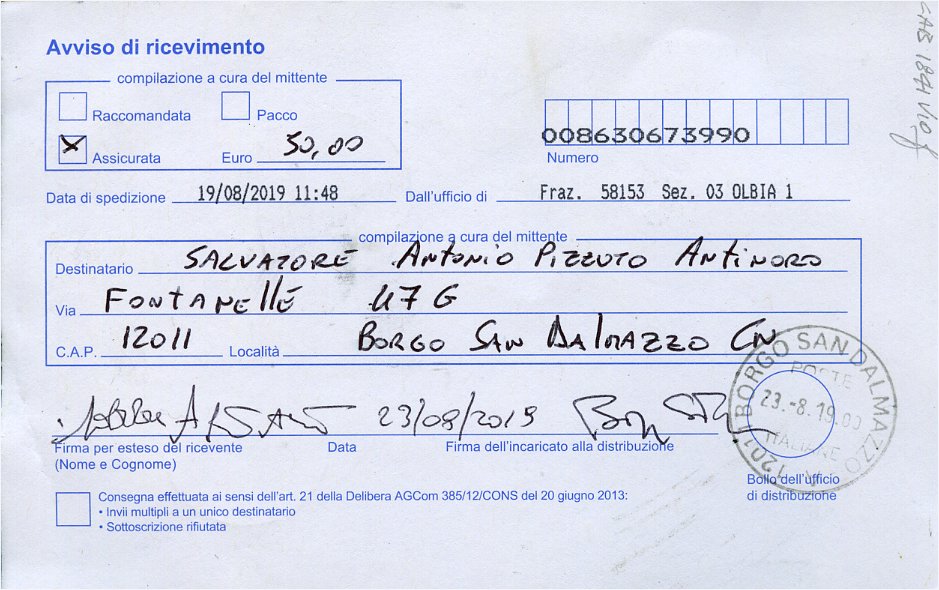 Avviso di ricevimento
compilazione a cura del mittente
Raccomandata
Pacco
Assicurata Euro 50,00
008630673990
Numero
Data di spedizione 19/08/2019 11:48 Dall'ufficio di Fraz. 58153 Sez. 03 OLBIA 1
compilazione a cura del mittente
Destinatario SALVATORE Antonio Pizzuto Antinoro
Via Fontanelle 47 G
C.A.P. 12011 Località Borgo San Dalmazzo CN
23/08/2019
Firma per esteso del ricevente
(Nome e Cognome)
Data
Firma dell'incaricato alla distribuzione
12011 BORGO SAN DALMAZZO
POSTE
23.-8.19.00
ITALIANE
Bollo dell'ufficio
di distribuzione
Consegna effettuata ai sensi dell'art. 21 della Delibera AGCom 385/12/CONS del 20 giugno 2013:
• Invii multipli a un unico destinatario
• Sottoscrizione rifiutata